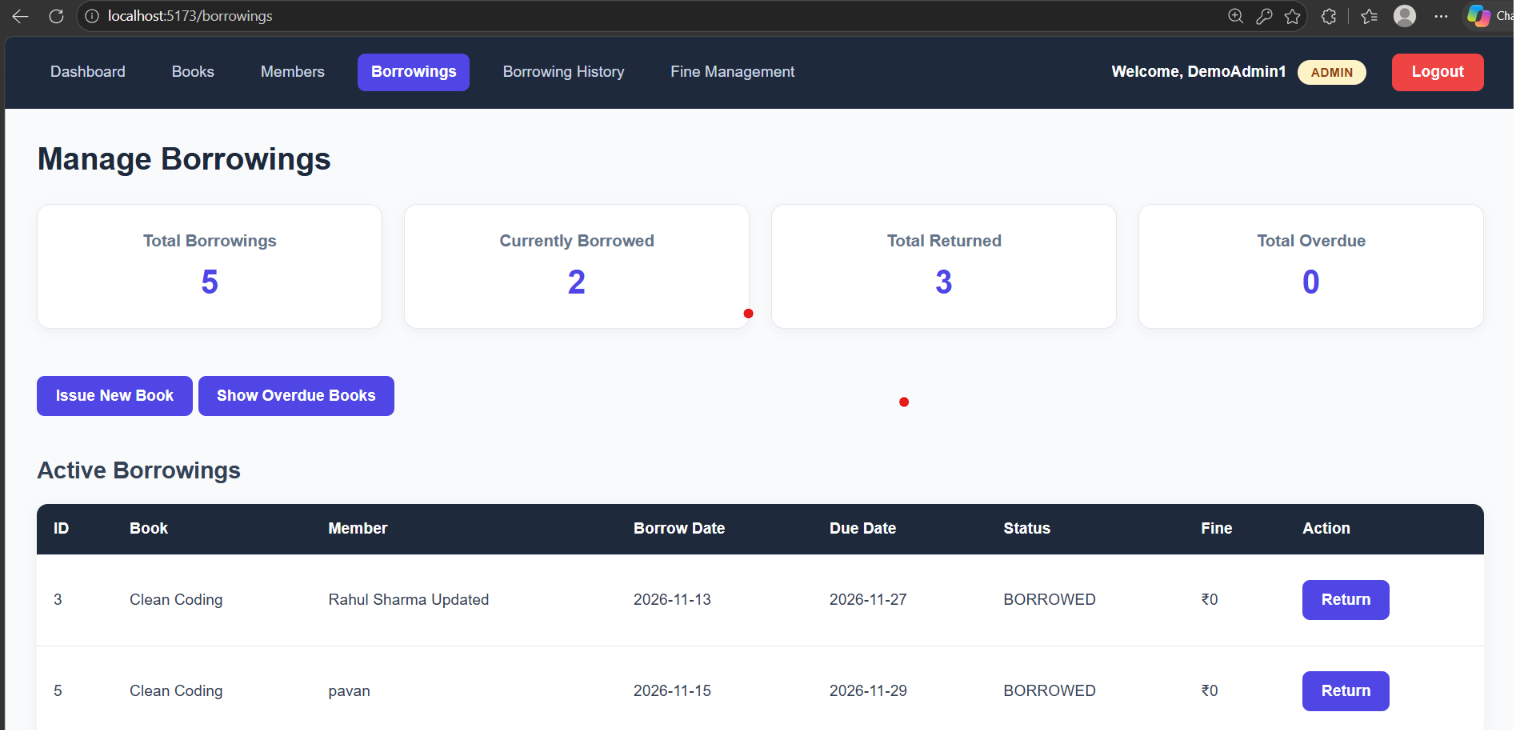 localhost:5173/borrowings
Dashboard Books Members Borrowings Borrowing History Fine Management Welcome, DemoAdmin1 ADMIN Logout
Manage Borrowings
Total Borrowings Currently Borrowed Total Returned Total Overdue
5 2 3 0
Issue New Book Show Overdue Books
Active Borrowings
ID Book Member Borrow Date Due Date Status Fine Action
3 Clean Coding Rahul Sharma Updated 2026-11-13 2026-11-27 BORROWED ₹0 Return
5 Clean Coding pavan 2026-11-15 2026-11-29 BORROWED ₹0 Return